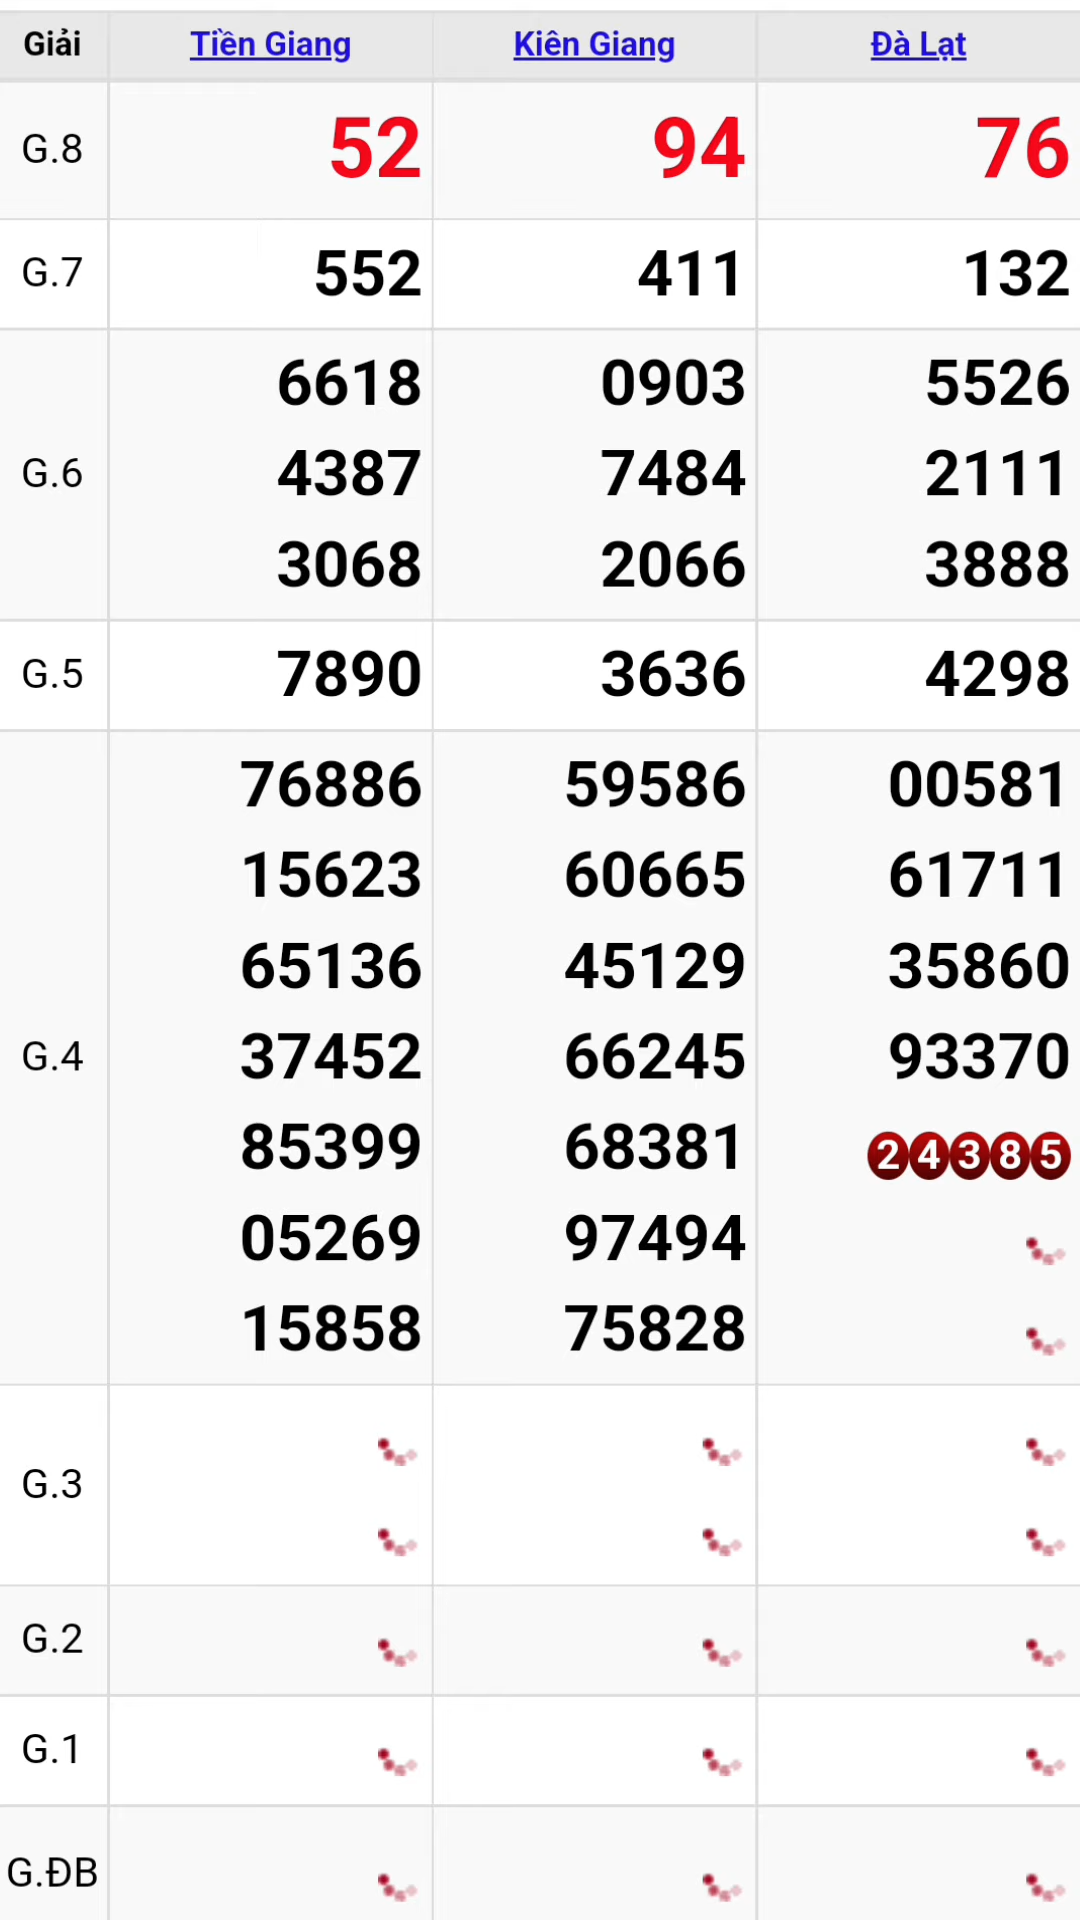 Giải Tiền Giang Kiên Giang Đà Lạt
G.8 52 94 76
G.7 552 411 132
G.6 6618 0903 5526
4387 7484 2111
3068 2066 3888
G.5 7890 3636 4298
G.4 76886 59586 00581
15623 60665 61711
65136 45129 35860
37452 66245 93370
85399 68381 24385
05269 97494
15858 75828
G.3
G.2
G.1
G.ĐB